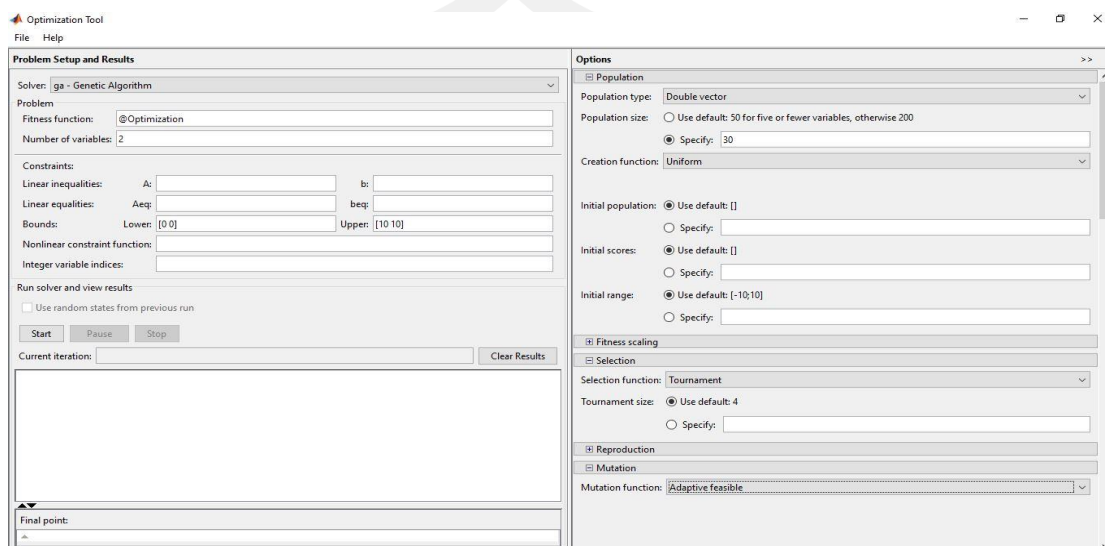 Optimization Tool
File Help
Problem Setup and Results
Solver: ga - Genetic Algorithm
Problem
Fitness function: @Optimization
Number of variables: 2
Constraints:
Linear inequalities: A: b:
Linear equalities: Aeq: beq:
Bounds: Lower: [0 0] Upper: [10 10]
Nonlinear constraint function:
Integer variable indices:
Run solver and view results
Use random states from previous run
Start Pause Stop
Current iteration: Clear Results
Final point:
Options >>
Population
Population type: Double vector
Population size: Use default: 50 for five or fewer variables, otherwise 200
Specify: 30
Creation function: Uniform
Initial population: Use default: []
Specify:
Initial scores: Use default: []
Specify:
Initial range: Use default: [-10;10]
Specify:
Fitness scaling
Selection
Selection function: Tournament
Tournament size: Use default: 4
Specify:
Reproduction
Mutation
Mutation function: Adaptive feasible